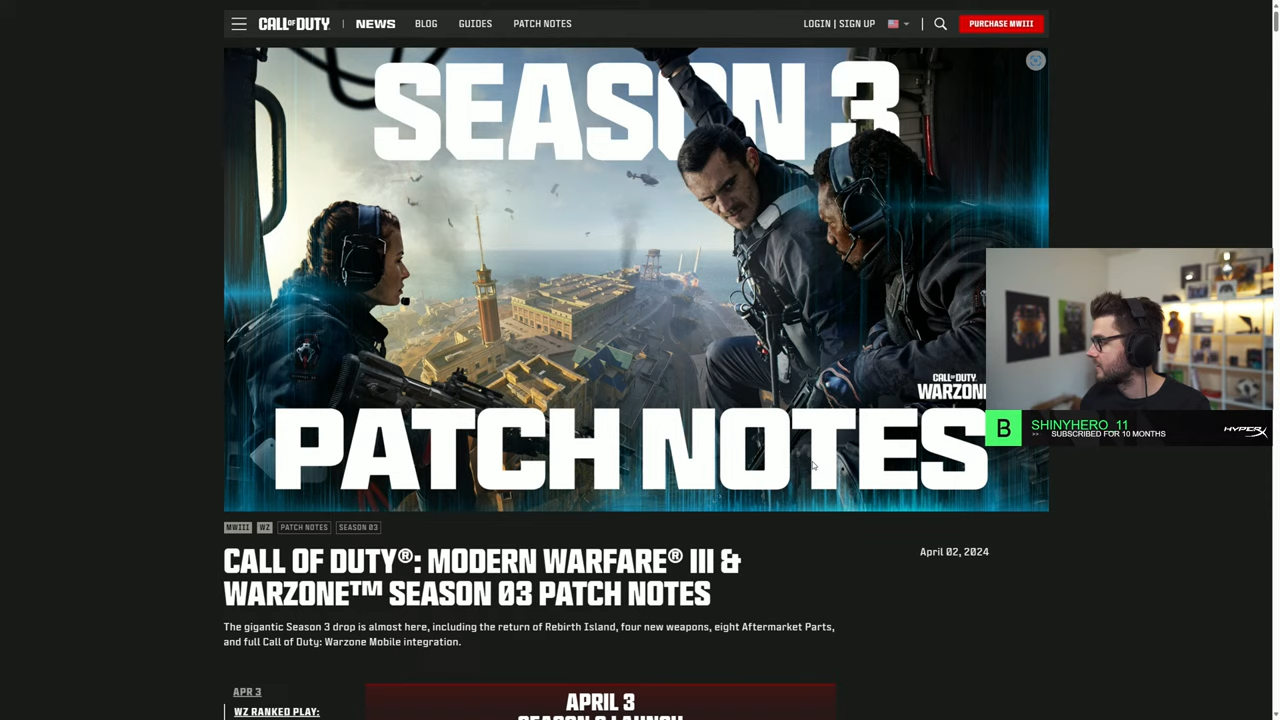 CALL OF DUTY
NEWS
BLOG
GUIDES
PATCH NOTES
LOGIN | SIGN UP
PURCHASE MWIII
SEASON 3
CALL OF DUTY
WARZONE
PATCH NOTES
B
SHINYHERO_11
>> SUBSCRIBED FOR 10 MONTHS
HYPERX
MWIII
WZ
PATCH NOTES
SEASON 03
CALL OF DUTY®: MODERN WARFARE® III &
WARZONE™ SEASON 03 PATCH NOTES
April 02, 2024
The gigantic Season 3 drop is almost here, including the return of Rebirth Island, four new weapons, eight Aftermarket Parts,
and full Call of Duty: Warzone Mobile integration.
APR 3
WZ RANKED PLAY:
APRIL 3